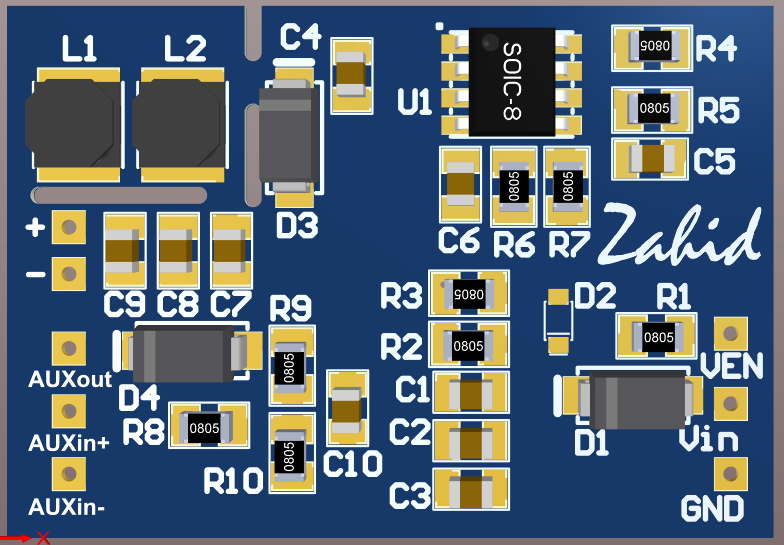 L1
L2
C4
U1
SOIC-8
0805
R4
0805
R5
C5
D3
0805
0805
C6
R6
R7
Zahid
+
-
C9
C8
C7
R9
0805
R3
0805
D2
R1
0805
R2
0805
VEN
AUXout
D4
0805
C1
R8
0805
AUXin+
C2
D1
Vin
R10
0805
C10
AUXin-
C3
GND